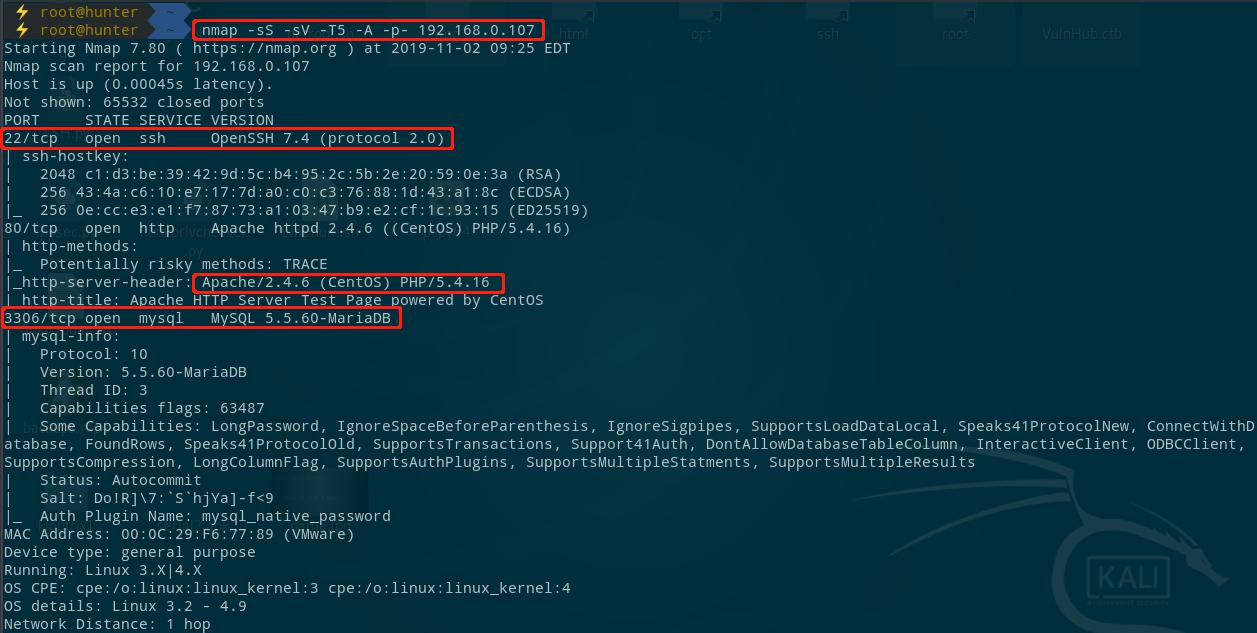 ⚡ root@hunter ~
⚡ root@hunter ~ nmap -sS -sV -T5 -A -p- 192.168.0.107
Starting Nmap 7.80 ( https://nmap.org ) at 2019-11-02 09:25 EDT
Nmap scan report for 192.168.0.107
Host is up (0.00045s latency).
Not shown: 65532 closed ports
PORT     STATE SERVICE VERSION
22/tcp   open  ssh     OpenSSH 7.4 (protocol 2.0)
| ssh-hostkey:
|   2048 c1:d3:be:39:42:9d:5c:b4:95:2c:5b:2e:20:59:0e:3a (RSA)
|   256 43:4a:c6:10:e7:17:7d:a0:c0:c3:76:88:1d:43:a1:8c (ECDSA)
|_  256 0e:cc:e3:e1:f7:87:73:a1:03:47:b9:e2:cf:1c:93:15 (ED25519)
80/tcp   open  http    Apache httpd 2.4.6 ((CentOS) PHP/5.4.16)
| http-methods:
|_  Potentially risky methods: TRACE
|_http-server-header: Apache/2.4.6 (CentOS) PHP/5.4.16
| http-title: Apache HTTP Server Test Page powered by CentOS
3306/tcp open  mysql   MySQL 5.5.60-MariaDB
| mysql-info:
|   Protocol: 10
|   Version: 5.5.60-MariaDB
|   Thread ID: 3
|   Capabilities flags: 63487
|   Some Capabilities: LongPassword, IgnoreSpaceBeforeParenthesis, IgnoreSigpipes, SupportsLoadDataLocal, Speaks41ProtocolNew, ConnectWithD
atabase, FoundRows, Speaks41ProtocolOld, SupportsTransactions, Support41Auth, DontAllowDatabaseTableColumn, InteractiveClient, ODBCClient,
SupportsCompression, LongColumnFlag, SupportsAuthPlugins, SupportsMultipleStatments, SupportsMultipleResults
|   Status: Autocommit
|   Salt: Do!R]\7:`S`hjYa]-f<9
|_  Auth Plugin Name: mysql_native_password
MAC Address: 00:0C:29:F6:77:89 (VMware)
Device type: general purpose
Running: Linux 3.X|4.X
OS CPE: cpe:/o:linux:linux_kernel:3 cpe:/o:linux:linux_kernel:4
OS details: Linux 3.2 - 4.9
Network Distance: 1 hop
html
opt
ssh
root
VulnHub.ctb
KALI
BY OFFENSIVE SECURITY